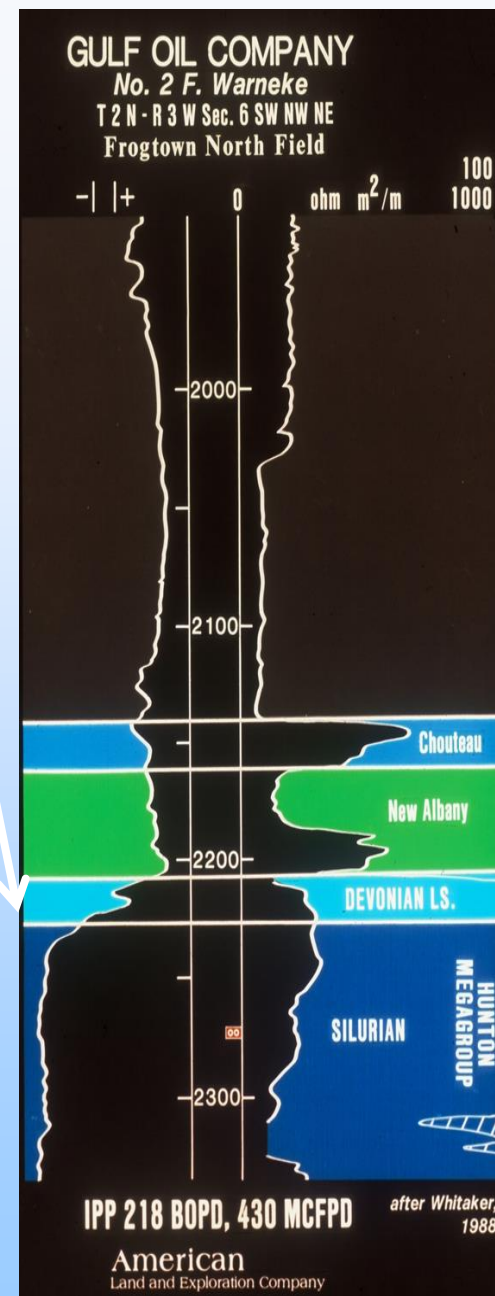 GULF OIL COMPANY
No. 2 F. Warneke
T 2 N - R 3 W Sec. 6 SW NW NE
Frogtown North Field
100
-| |+ 0 ohm m²/m 1000
2000
2100
Chouteau
New Albany
2200
DEVONIAN LS.
SILURIAN
HUNTON
MEGAGROUP
2300
IPP 218 BOPD, 430 MCFPD
after Whitaker,
1988
American
Land and Exploration Company